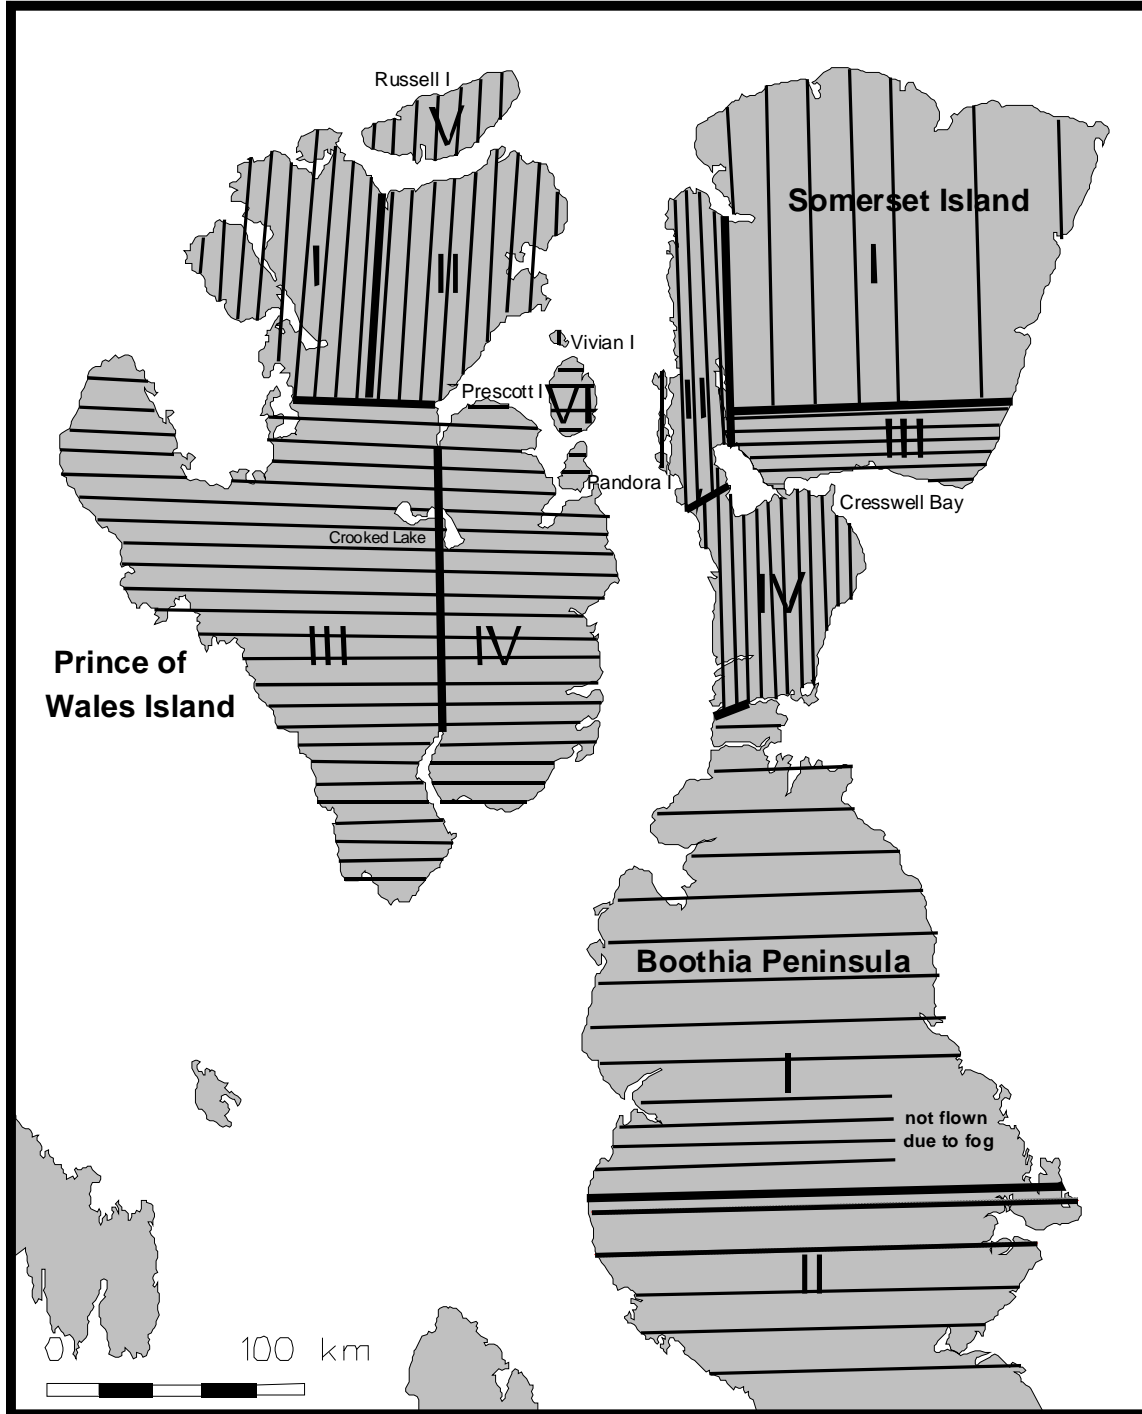 Russell I
V
Somerset Island
I
II
I
Vivian I
Prescott I
VI
II
III
Pandora I
Cresswell Bay
Crooked Lake
IV
III
IV
Prince of
Wales Island
Boothia Peninsula
I
not flown
due to fog
II
0
100 km